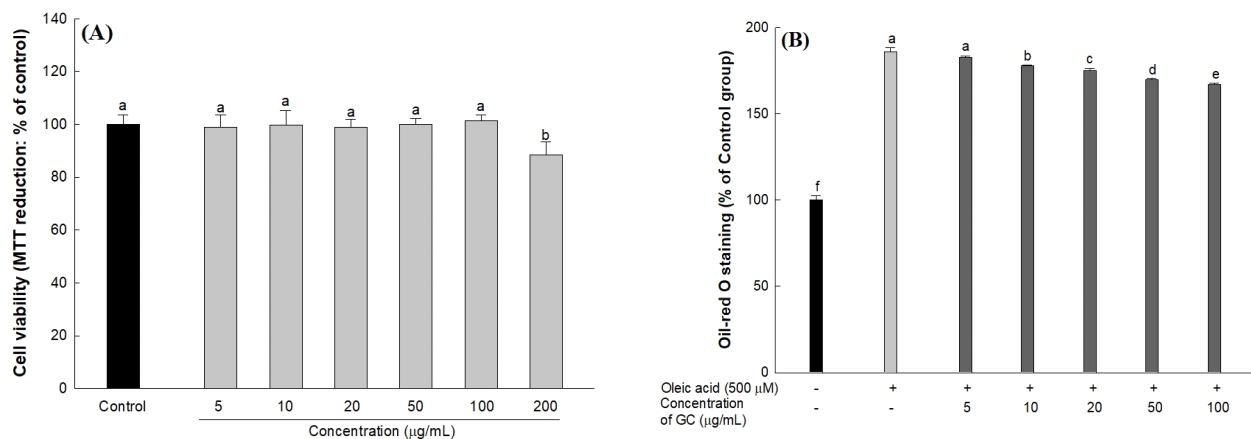 (A)
Cell viability (MTT reduction: % of control)
140
120
100
80
60
40
20
0
a
a
a
a
a
a
b
Control
5
10
20
50
100
200
Concentration (µg/mL)
(B)
Oil-red O staining (% of Control group)
200
150
100
50
0
f
a
a
b
c
d
e
Oleic acid (500 µM) - + + + + + +
Concentration
of GC (µg/mL) - - 5 10 20 50 100